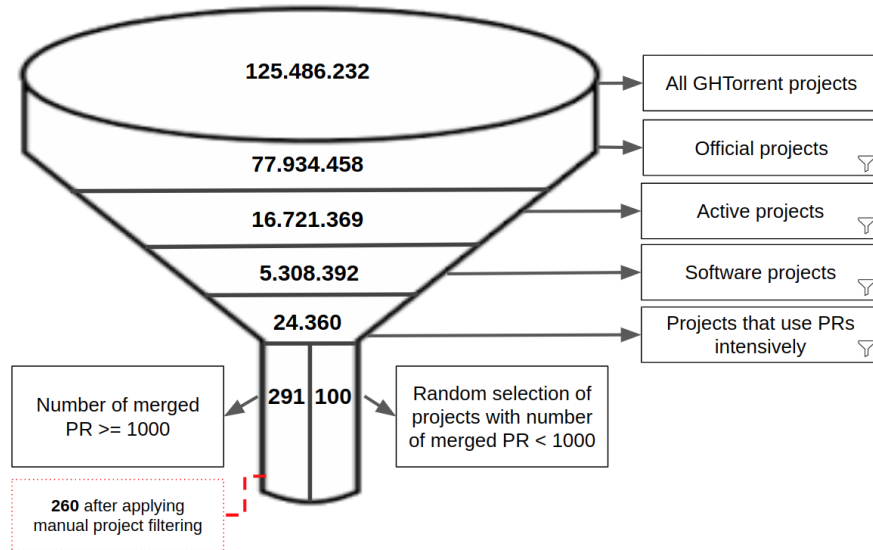 125.486.232
All GHTorrent projects
77.934.458
Official projects
16.721.369
Active projects
5.308.392
Software projects
24.360
Projects that use PRs
intensively
Number of merged
PR >= 1000
291
100
Random selection of
projects with number
of merged PR < 1000
260 after applying
manual project filtering